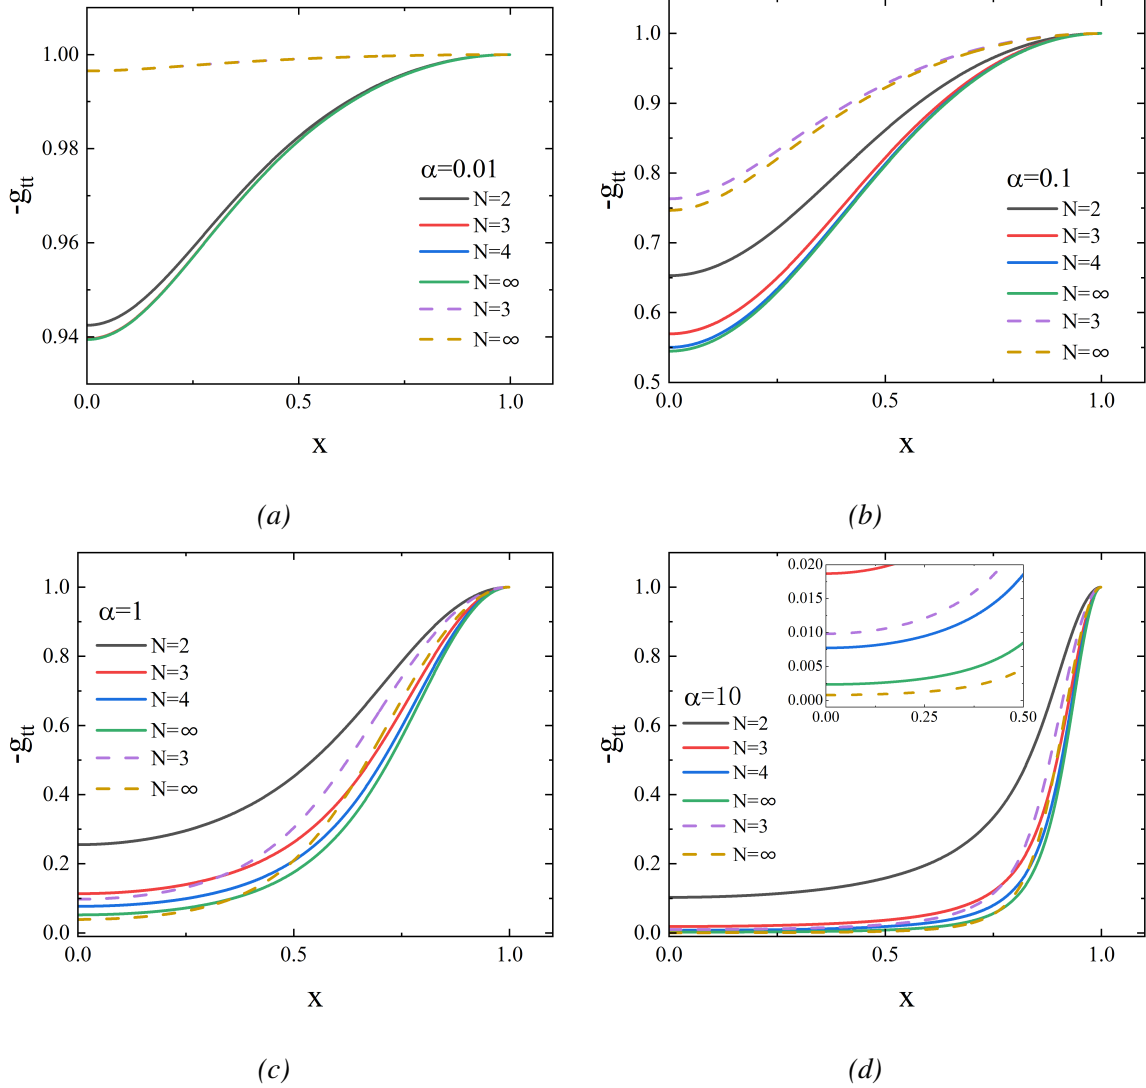 1.00
0.98
0.96
0.94
-g_tt
0.0
0.5
1.0
x
α=0.01
N=2
N=3
N=4
N=∞
N=3
N=∞
(a)
1.0
0.9
0.8
0.7
0.6
0.5
-g_tt
0.0
0.5
1.0
x
α=0.1
N=2
N=3
N=4
N=∞
N=3
N=∞
(b)
1.0
0.8
0.6
0.4
0.2
0.0
-g_tt
0.0
0.5
1.0
x
α=1
N=2
N=3
N=4
N=∞
N=3
N=∞
(c)
1.0
0.8
0.6
0.4
0.2
0.0
-g_tt
0.0
0.5
1.0
x
0.020
0.015
0.010
0.005
0.000
0.00
0.25
0.50
α=10
N=2
N=3
N=4
N=∞
N=3
N=∞
(d)